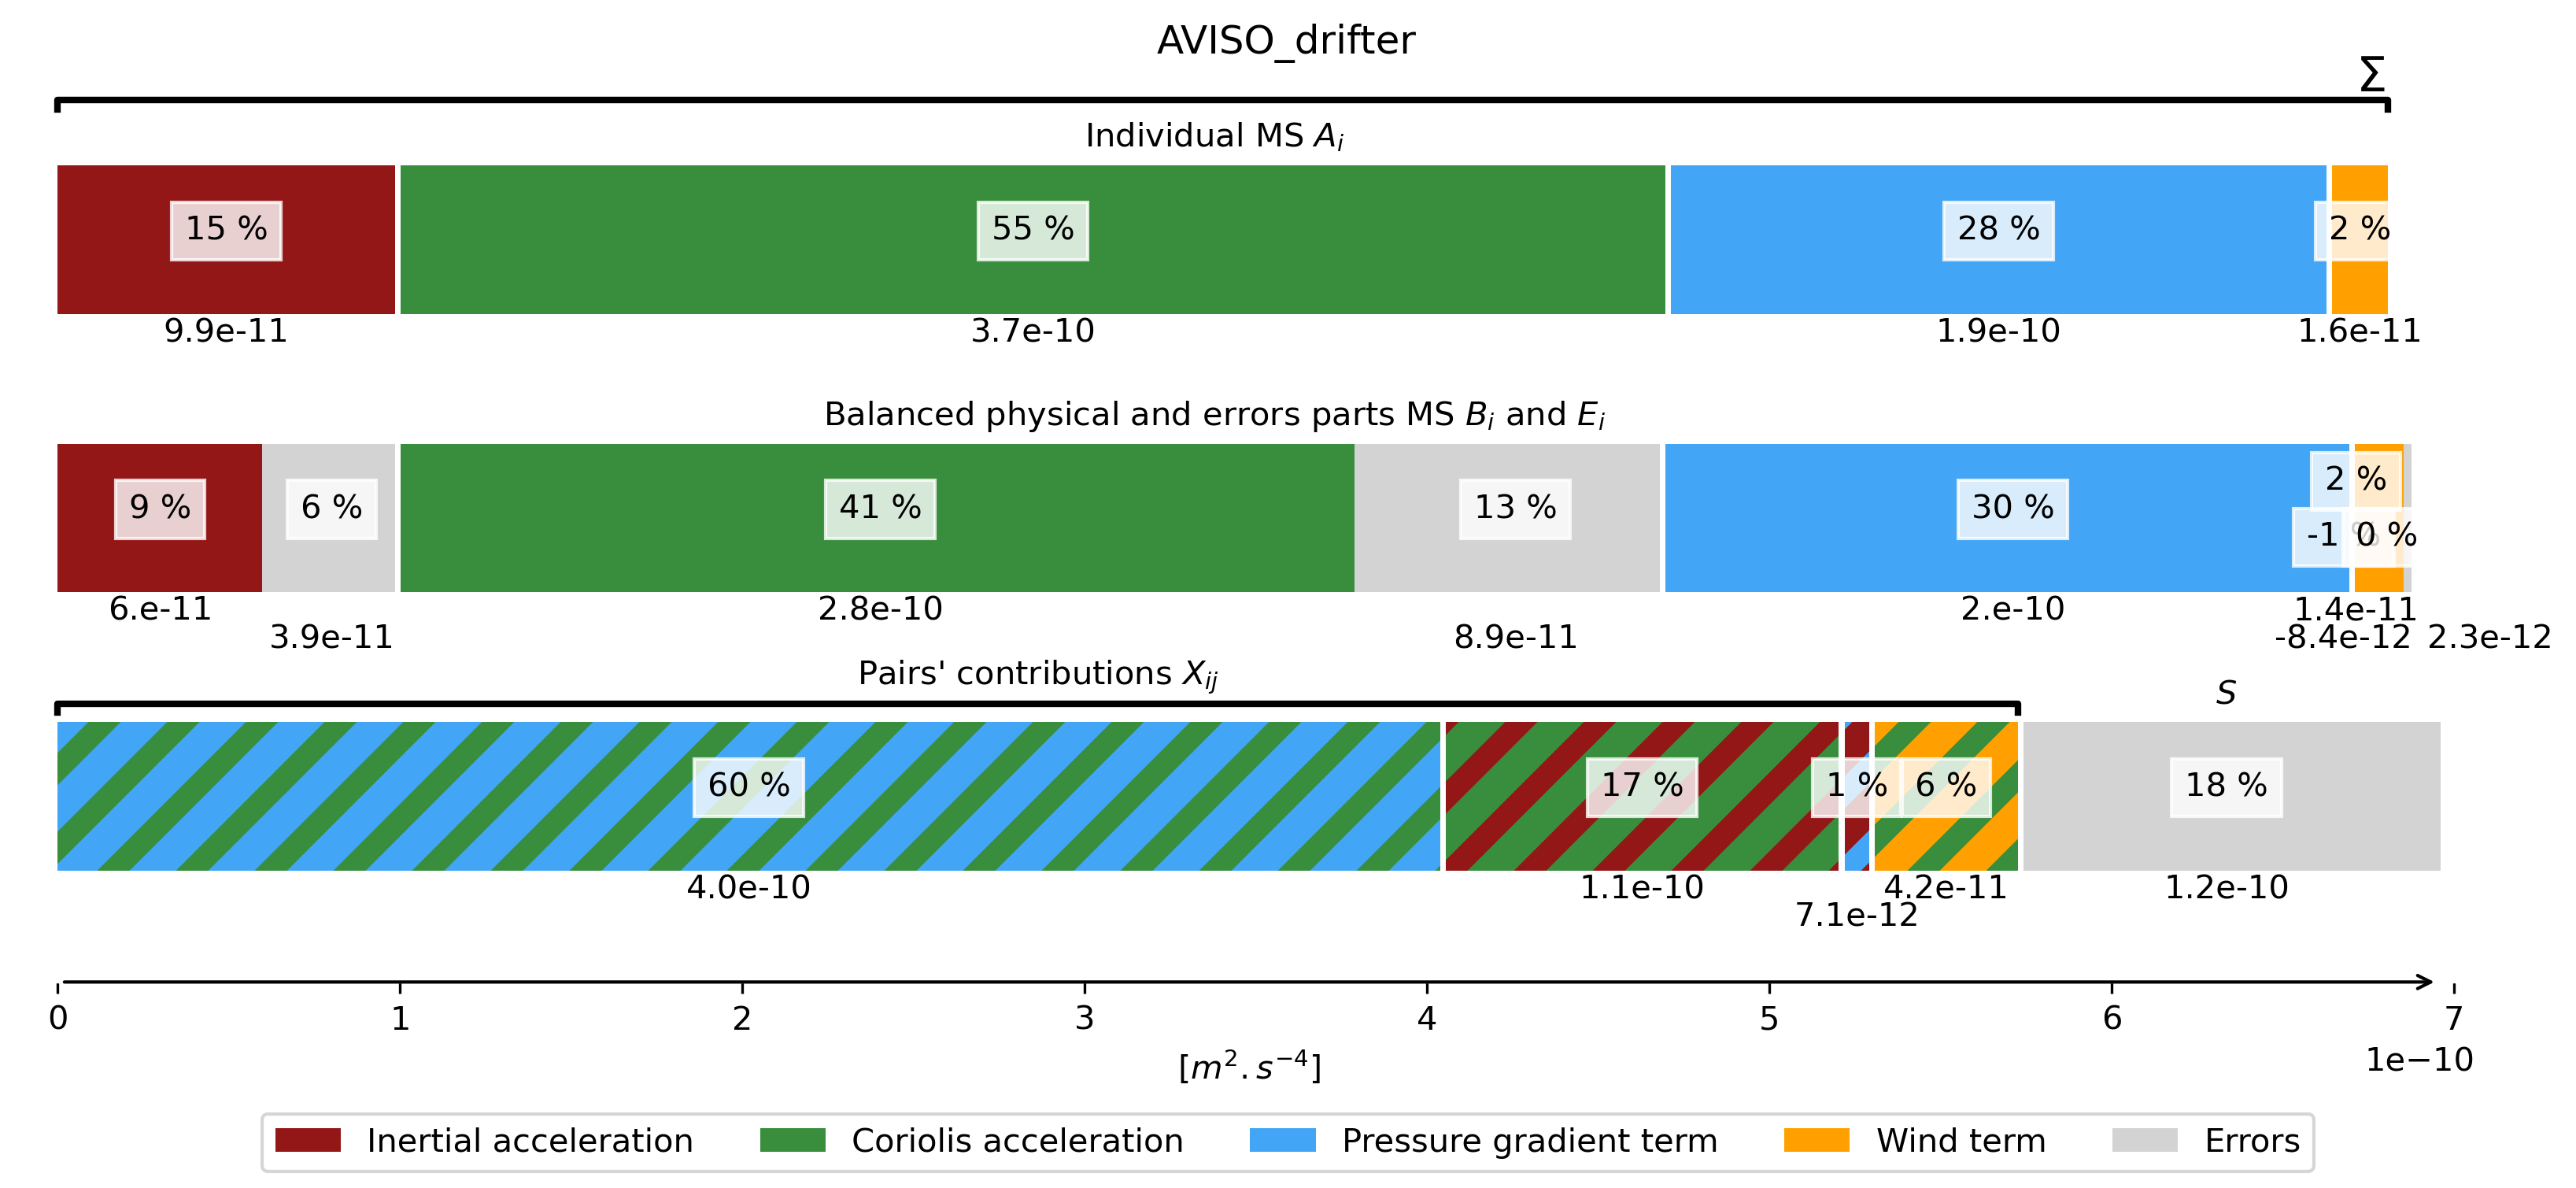 AVISO_drifter
Σ
Individual MS A_i
15 % 55 % 28 % 2 %
9.9e-11 3.7e-10 1.9e-10 1.6e-11
Balanced physical and errors parts MS B_i and E_i
9 % 6 % 41 % 13 % 30 % -1 % 2 % 0 %
6.e-11 2.8e-10 2.e-10 1.4e-11
3.9e-11 8.9e-11 -8.4e-12 2.3e-12
Pairs' contributions X_ij
S
60 % 17 % 1 % 6 % 18 %
4.0e-10 1.1e-10 4.2e-11 1.2e-10
7.1e-12
0 1 2 3 4 5 6 7
[m².s⁻⁴]
1e−10
Inertial acceleration Coriolis acceleration Pressure gradient term Wind term Errors